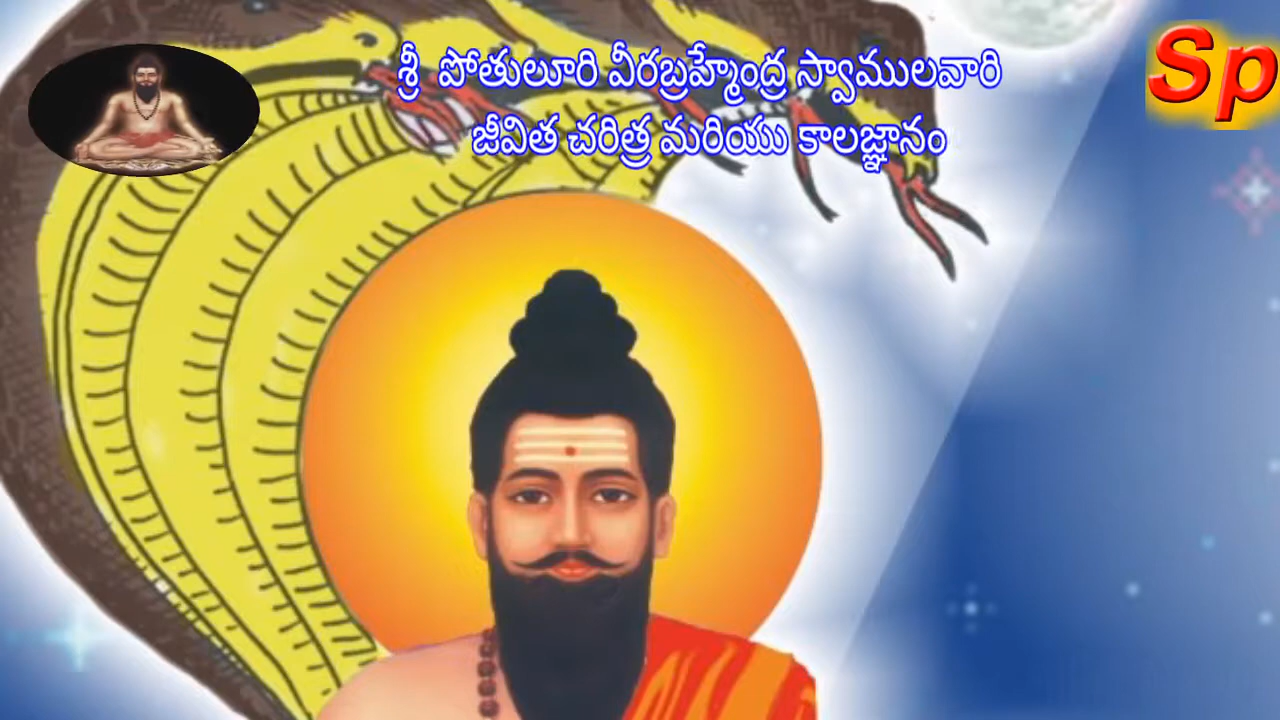 శ్రీ పోతులూరి వీరబ్రహ్మేంద్ర స్వాములవారి
జీవిత చరిత్ర మరియు కాలజ్ఞానం
Sp